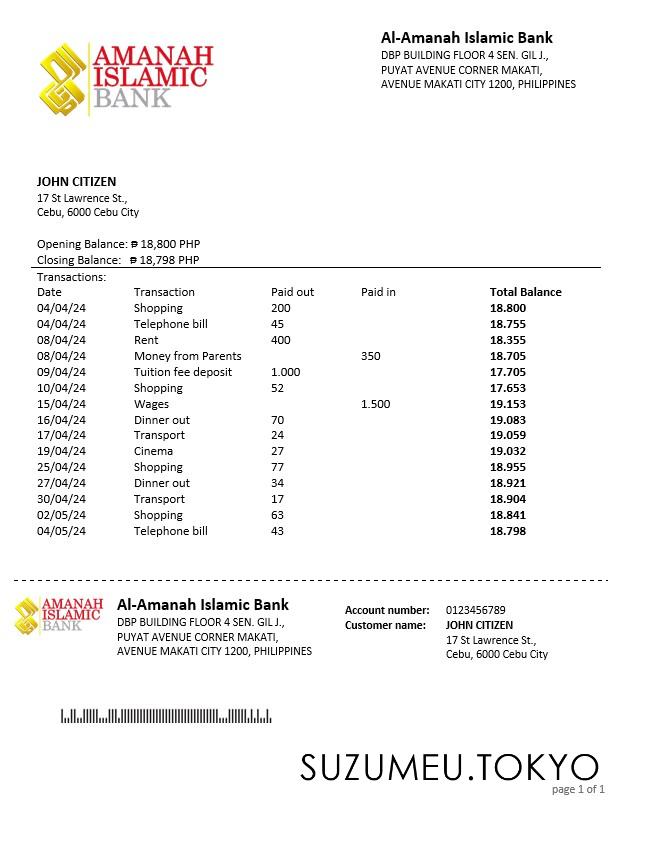 AMANAH
ISLAMIC
BANK
Al-Amanah Islamic Bank
DBP BUILDING FLOOR 4 SEN. GIL J.,
PUYAT AVENUE CORNER MAKATI,
AVENUE MAKATI CITY 1200, PHILIPPINES
JOHN CITIZEN
17 St Lawrence St.,
Cebu, 6000 Cebu City
Opening Balance: ₱ 18,800 PHP
Closing Balance: ₱ 18,798 PHP
Transactions:
Date Transaction Paid out Paid in Total Balance
04/04/24 Shopping 200 18.800
04/04/24 Telephone bill 45 18.755
08/04/24 Rent 400 18.355
08/04/24 Money from Parents 350 18.705
09/04/24 Tuition fee deposit 1.000 17.705
10/04/24 Shopping 52 17.653
15/04/24 Wages 1.500 19.153
16/04/24 Dinner out 70 19.083
17/04/24 Transport 24 19.059
19/04/24 Cinema 27 19.032
25/04/24 Shopping 77 18.955
27/04/24 Dinner out 34 18.921
30/04/24 Transport 17 18.904
02/05/24 Shopping 63 18.841
04/05/24 Telephone bill 43 18.798
AMANAH
ISLAMIC
BANK
Al-Amanah Islamic Bank
DBP BUILDING FLOOR 4 SEN. GIL J.,
PUYAT AVENUE CORNER MAKATI,
AVENUE MAKATI CITY 1200, PHILIPPINES
Account number: 0123456789
Customer name: JOHN CITIZEN
17 St Lawrence St.,
Cebu, 6000 Cebu City
SUZUMEU.TOKYO
page 1 of 1